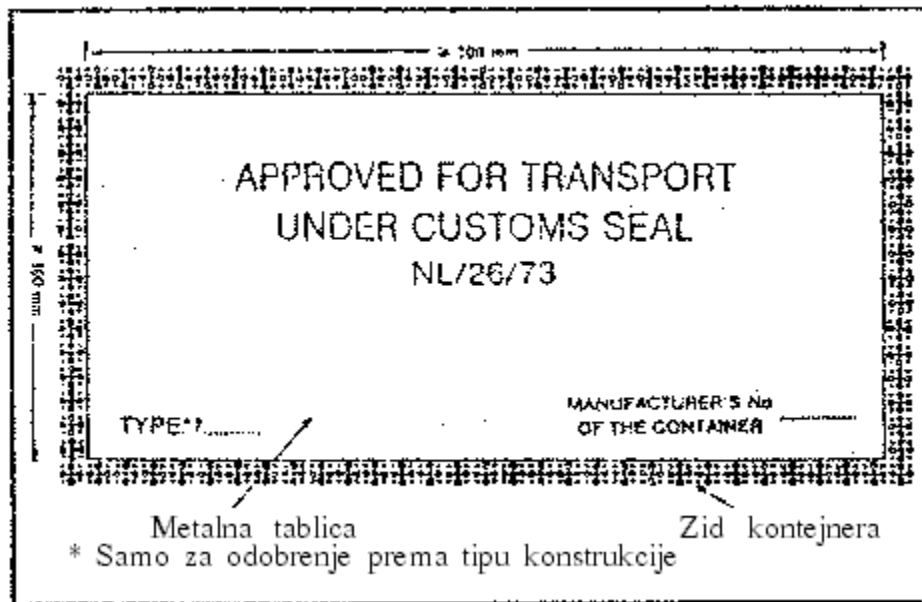 APPROVED FOR TRANSPORT
UNDER CUSTOMS SEAL
NL/26/73
TYPE*
MANUFACTURER'S No
OF THE CONTAINER
Metalna tablica
Zid kontejnera
* Samo za odobrenje prema tipu konstrukcije